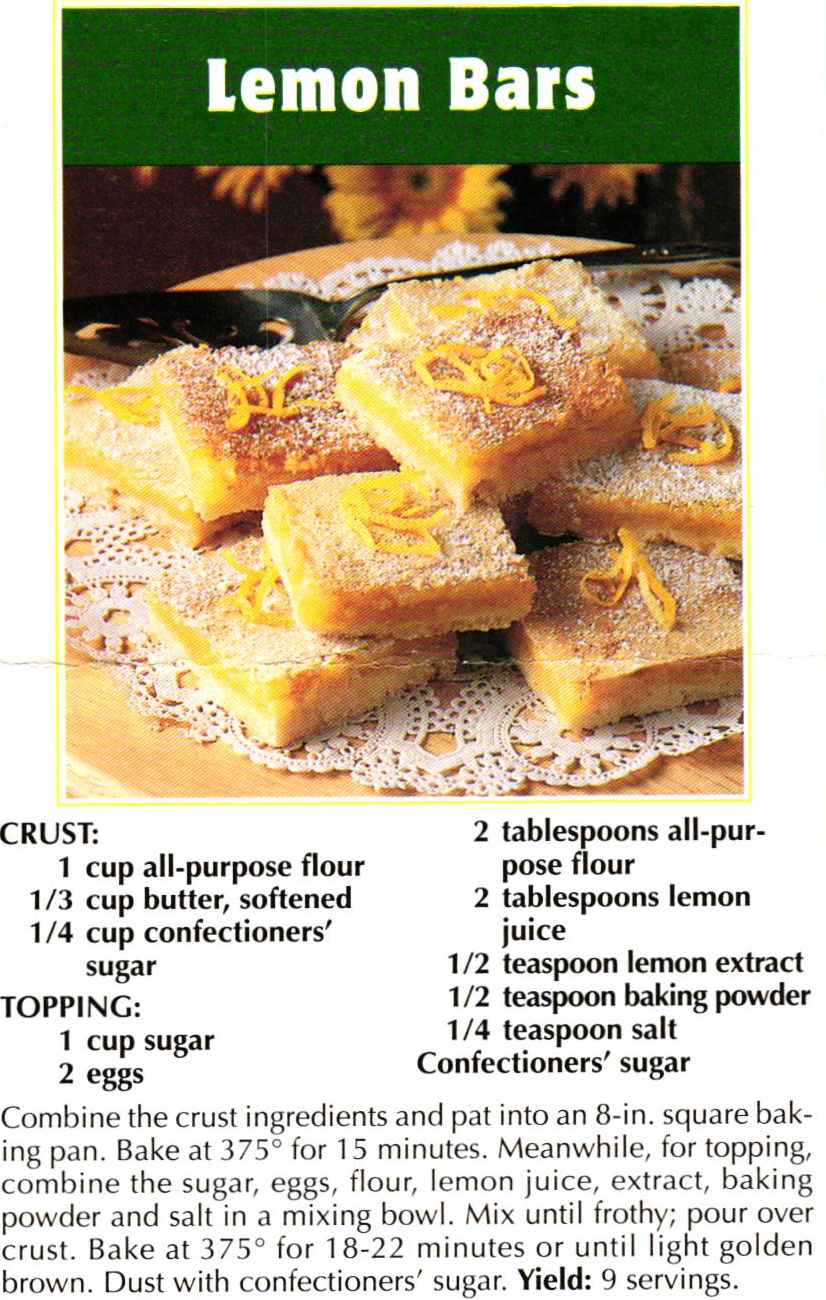 Lemon Bars
CRUST:
1 cup all-purpose flour
1/3 cup butter, softened
1/4 cup confectioners'
sugar
TOPPING:
1 cup sugar
2 eggs
2 tablespoons all-pur-
pose flour
2 tablespoons lemon
juice
1/2 teaspoon lemon extract
1/2 teaspoon baking powder
1/4 teaspoon salt
Confectioners' sugar
Combine the crust ingredients and pat into an 8-in. square bak-
ing pan. Bake at 375° for 15 minutes. Meanwhile, for topping,
combine the sugar, eggs, flour, lemon juice, extract, baking
powder and salt in a mixing bowl. Mix until frothy; pour over
crust. Bake at 375° for 18-22 minutes or until light golden
brown. Dust with confectioners' sugar. Yield: 9 servings.